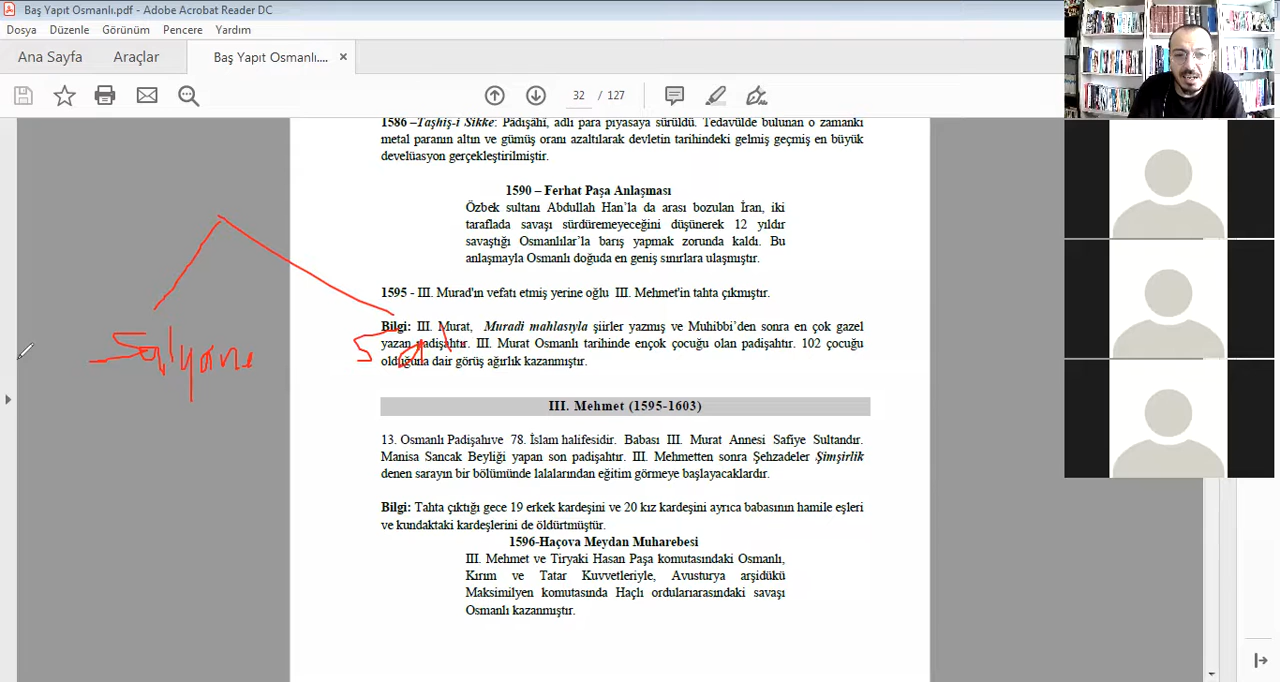 Baş Yapıt Osmanlı.pdf - Adobe Acrobat Reader DC
Dosya Düzenle Görünüm Pencere Yardım
Ana Sayfa Araçlar Baş Yapıt Osmanlı.... ×
32 / 127
1586 –Taşhiş-i Sikke: Padişahı, adlı para piyasaya sürüldü. Tedavülde bulunan o zamanki
metal paranın altın ve gümüş oranı azaltılarak devletin tarihindeki gelmiş geçmiş en büyük
develüasyon gerçekleştirilmiştir.
1590 – Ferhat Paşa Anlaşması
Özbek sultanı Abdullah Han’la da arası bozulan İran, iki
taraflada savaşı sürdüremeyeceğini düşünerek 12 yıldır
savaştığı Osmanlılar’la barış yapmak zorunda kaldı. Bu
anlaşmayla Osmanlı doğuda en geniş sınırlara ulaşmıştır.
1595 - III. Murad'ın vefatı etmiş yerine oğlu III. Mehmet'in tahta çıkmıştır.
Bilgi: III. Murat, Muradi mahlasıyla şiirler yazmış ve Muhibbi’den sonra en çok gazel
yazan padişahtır. III. Murat Osmanlı tarihinde ençok çocuğu olan padişahtır. 102 çocuğu
olduğuna dair görüş ağırlık kazanmıştır.
Salyane
Sal
III. Mehmet (1595-1603)
13. Osmanlı Padişahıve 78. İslam halifesidir. Babası III. Murat Annesi Safiye Sultandır.
Manisa Sancak Beyliği yapan son padişahtır. III. Mehmetten sonra Şehzadeler Şimşirlik
denen sarayın bir bölümünde lalalarından eğitim görmeye başlayacaklardır.
Bilgi: Tahta çıktığı gece 19 erkek kardeşini ve 20 kız kardeşini ayrıca babasının hamile eşleri
ve kundaktaki kardeşlerini de öldürtmüştür.
1596-Haçova Meydan Muharebesi
III. Mehmet ve Tiryaki Hasan Paşa komutasındaki Osmanlı,
Kırım ve Tatar Kuvvetleriyle, Avusturya arşidükü
Maksimilyen komutasında Haçlı ordularıarasındaki savaşı
Osmanlı kazanmıştır.